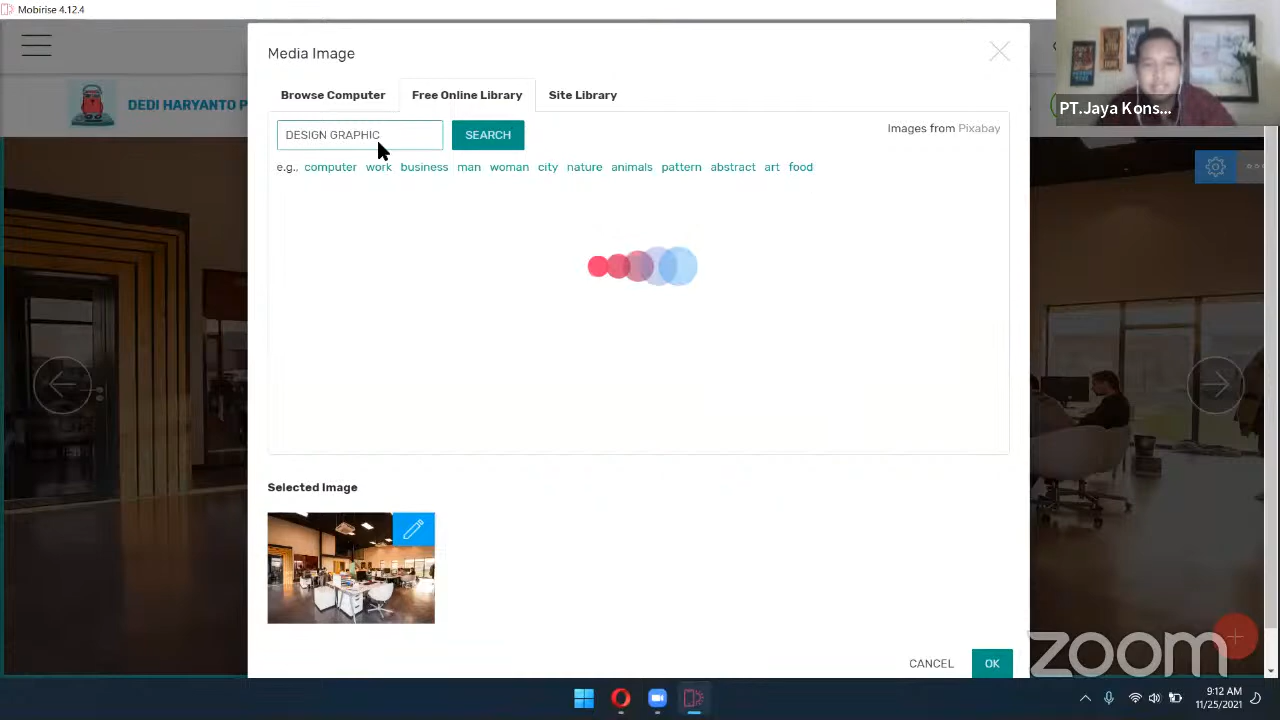 Mobirise 4.12.4
Media Image
PT.Jaya Kons...
DEDI HARYANTO P
Browse Computer Free Online Library Site Library
DESIGN GRAPHIC SEARCH Images from Pixabay
e.g., computer work business man woman city nature animals pattern abstract art food
Selected Image
CANCEL OK
zoom
9:12 AM
11/25/2021